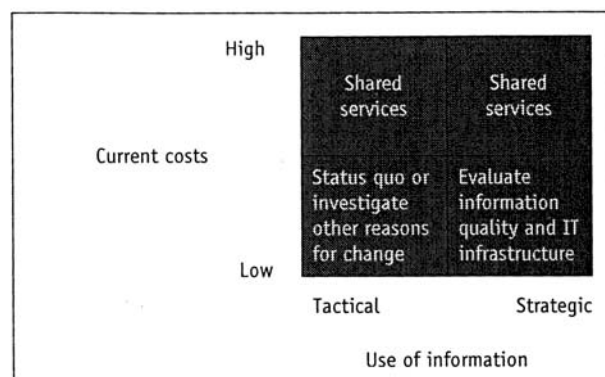 High
Shared services
Shared services
Current costs
Status quo or investigate other reasons for change
Evaluate information quality and IT infrastructure
Low
Tactical
Strategic
Use of information